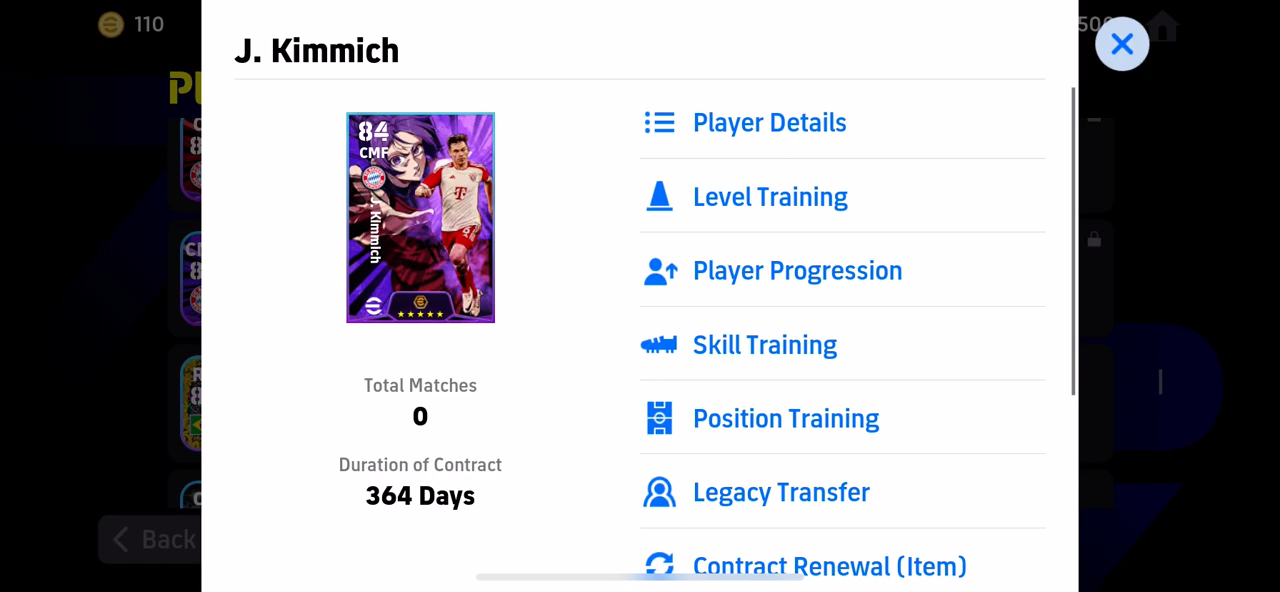 110
500
J. Kimmich
84
CMF
J. Kimmich
T
Player Details
Level Training
Player Progression
Skill Training
Position Training
Legacy Transfer
Contract Renewal (Item)
Total Matches
0
Duration of Contract
364 Days
Back